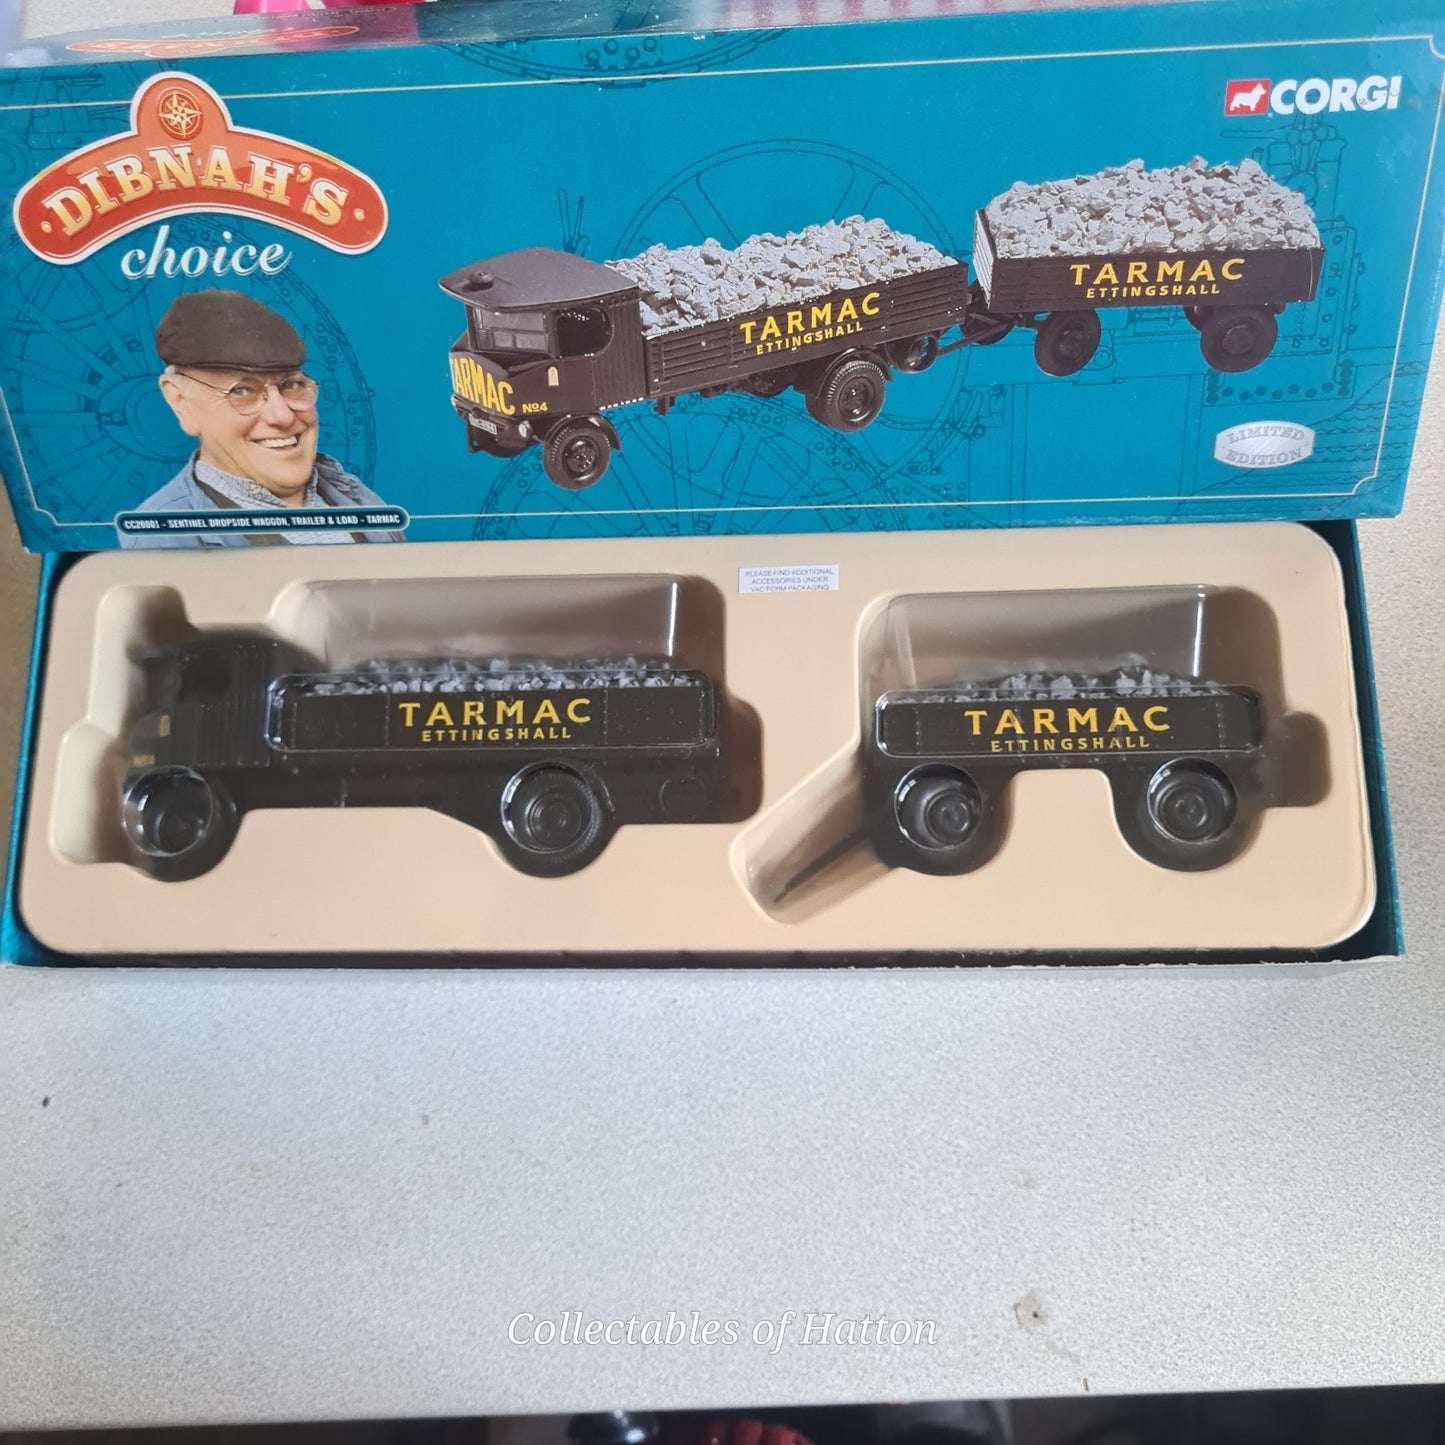 DIBNAH'S
choice
CORGI
TARMAC
ETTINGSHALL
TARMAC
ETTINGSHALL
TARMAC
Nº4
LIMITED
EDITION
CC20001 - SENTINEL DROPSIDE WAGGON, TRAILER & LOAD - TARMAC
PLEASE FIND ADDITIONAL
ACCESSORIES UNDER
VAC FORM PACKAGING
TARMAC
ETTINGSHALL
Nº4
TARMAC
ETTINGSHALL
Collectables of Hatton